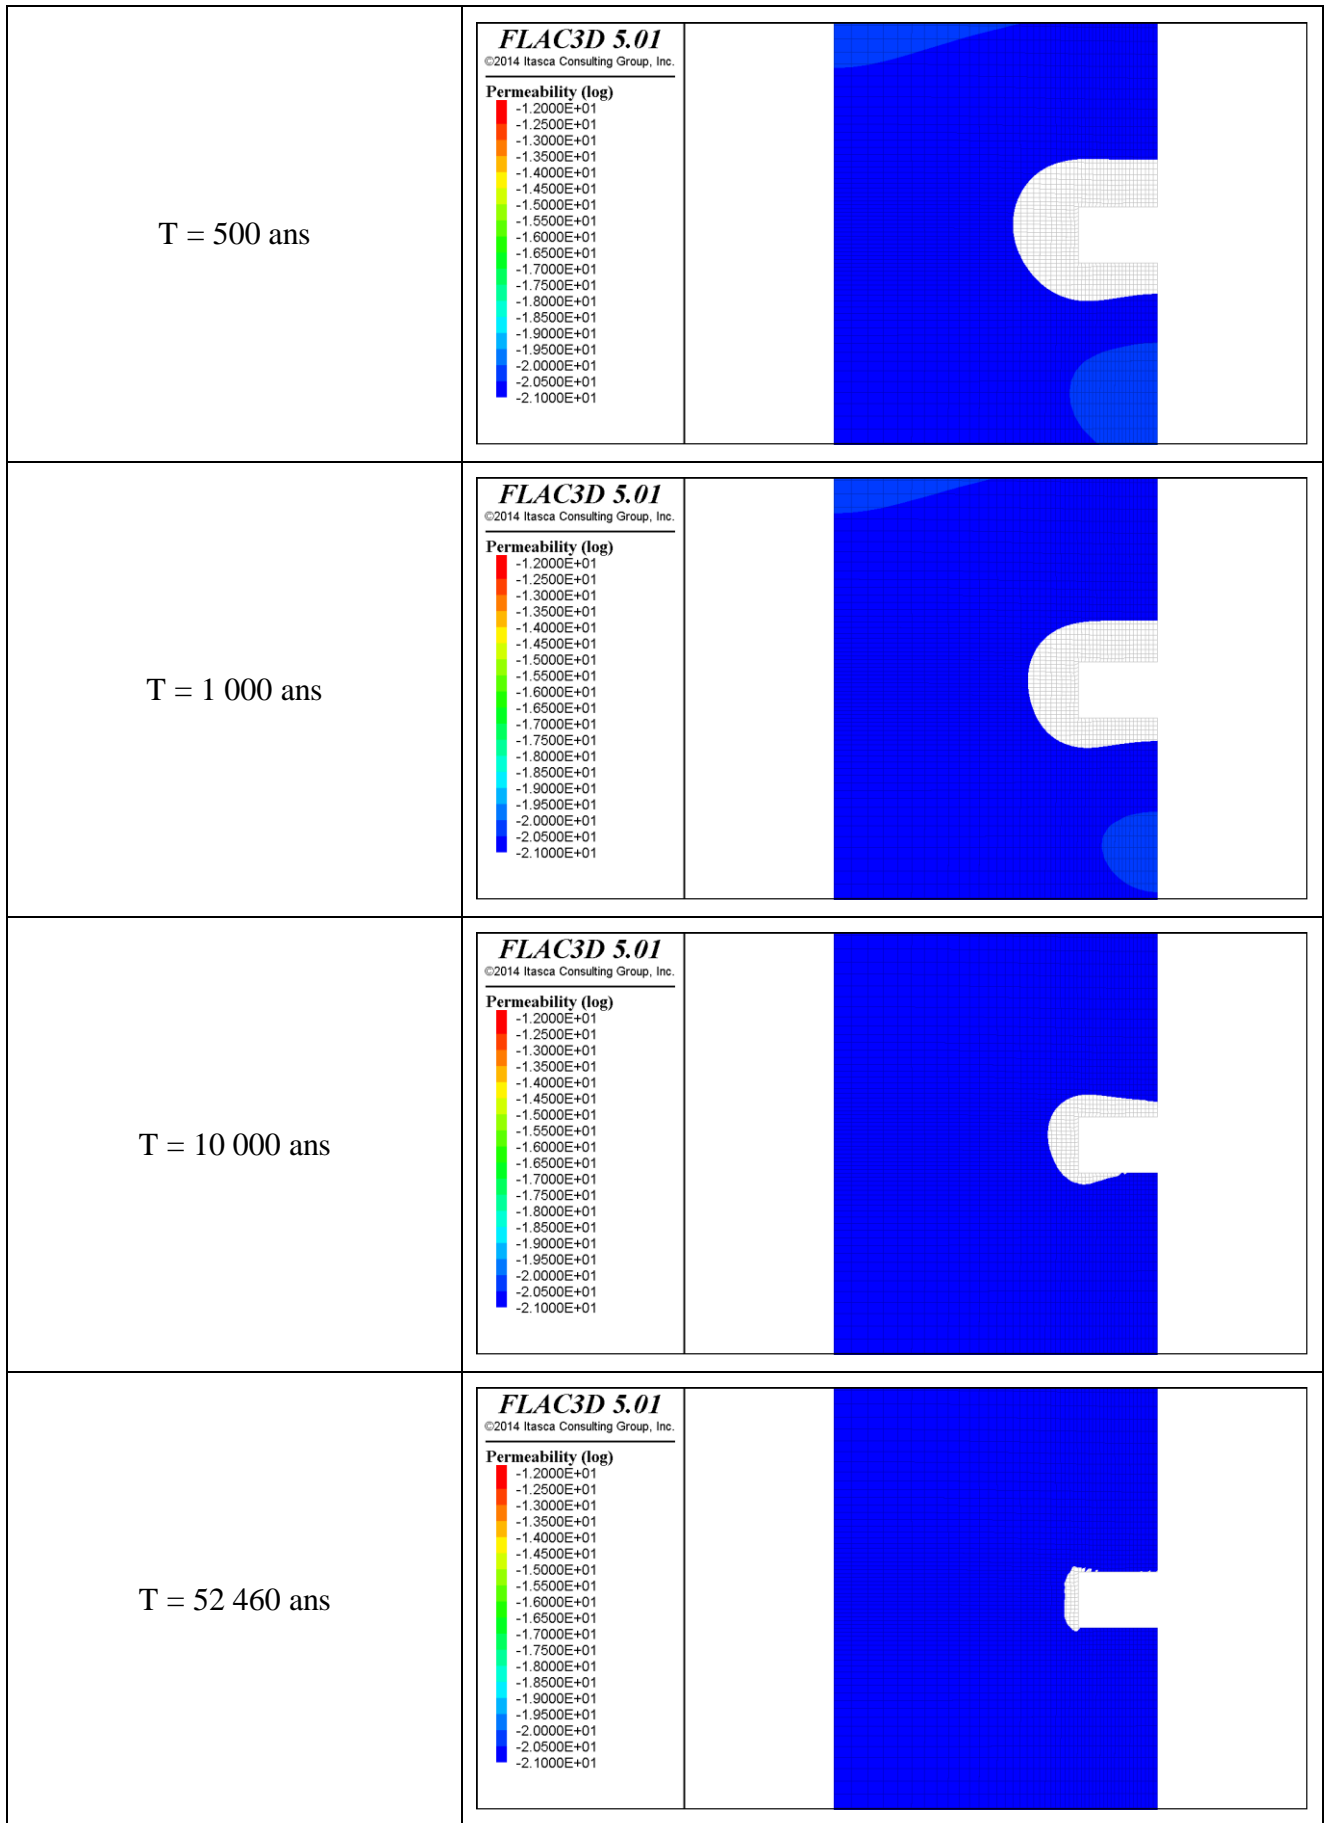 T = 500 ans
FLAC3D 5.01
©2014 Itasca Consulting Group, Inc.
Permeability (log)
-1.2000E+01
-1.2500E+01
-1.3000E+01
-1.3500E+01
-1.4000E+01
-1.4500E+01
-1.5000E+01
-1.5500E+01
-1.6000E+01
-1.6500E+01
-1.7000E+01
-1.7500E+01
-1.8000E+01
-1.8500E+01
-1.9000E+01
-1.9500E+01
-2.0000E+01
-2.0500E+01
-2.1000E+01
T = 1 000 ans
FLAC3D 5.01
©2014 Itasca Consulting Group, Inc.
Permeability (log)
-1.2000E+01
-1.2500E+01
-1.3000E+01
-1.3500E+01
-1.4000E+01
-1.4500E+01
-1.5000E+01
-1.5500E+01
-1.6000E+01
-1.6500E+01
-1.7000E+01
-1.7500E+01
-1.8000E+01
-1.8500E+01
-1.9000E+01
-1.9500E+01
-2.0000E+01
-2.0500E+01
-2.1000E+01
T = 10 000 ans
FLAC3D 5.01
©2014 Itasca Consulting Group, Inc.
Permeability (log)
-1.2000E+01
-1.2500E+01
-1.3000E+01
-1.3500E+01
-1.4000E+01
-1.4500E+01
-1.5000E+01
-1.5500E+01
-1.6000E+01
-1.6500E+01
-1.7000E+01
-1.7500E+01
-1.8000E+01
-1.8500E+01
-1.9000E+01
-1.9500E+01
-2.0000E+01
-2.0500E+01
-2.1000E+01
T = 52 460 ans
FLAC3D 5.01
©2014 Itasca Consulting Group, Inc.
Permeability (log)
-1.2000E+01
-1.2500E+01
-1.3000E+01
-1.3500E+01
-1.4000E+01
-1.4500E+01
-1.5000E+01
-1.5500E+01
-1.6000E+01
-1.6500E+01
-1.7000E+01
-1.7500E+01
-1.8000E+01
-1.8500E+01
-1.9000E+01
-1.9500E+01
-2.0000E+01
-2.0500E+01
-2.1000E+01